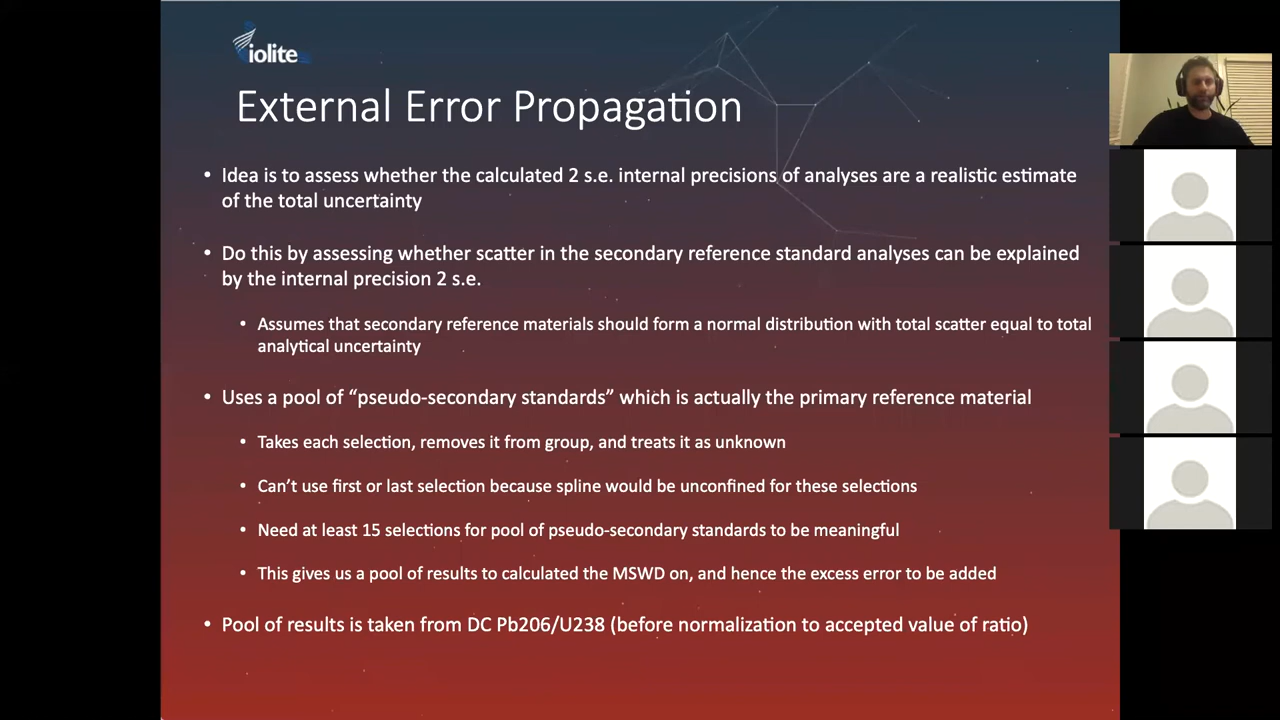 iolite
External Error Propagation
• Idea is to assess whether the calculated 2 s.e. internal precisions of analyses are a realistic estimate
of the total uncertainty
• Do this by assessing whether scatter in the secondary reference standard analyses can be explained
by the internal precision 2 s.e.
• Assumes that secondary reference materials should form a normal distribution with total scatter equal to total
analytical uncertainty
• Uses a pool of “pseudo-secondary standards” which is actually the primary reference material
• Takes each selection, removes it from group, and treats it as unknown
• Can’t use first or last selection because spline would be unconfined for these selections
• Need at least 15 selections for pool of pseudo-secondary standards to be meaningful
• This gives us a pool of results to calculated the MSWD on, and hence the excess error to be added
• Pool of results is taken from DC Pb206/U238 (before normalization to accepted value of ratio)